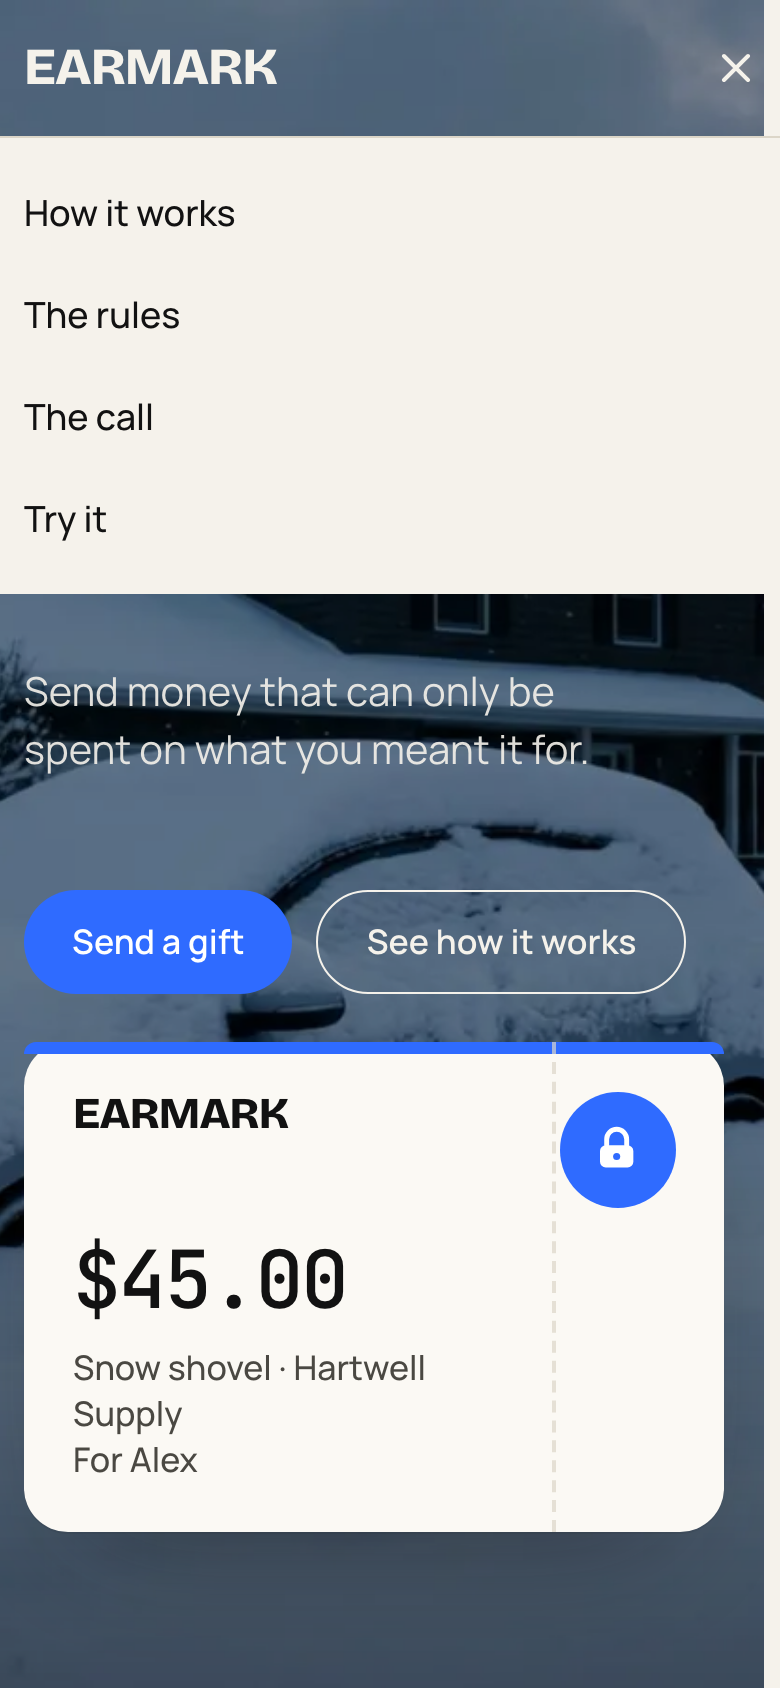 EARMARK
How it works
The rules
The call
Try it
Send money that can only be
spent on what you meant it for.
Send a gift
See how it works
EARMARK
$45.00
Snow shovel · Hartwell
Supply
For Alex